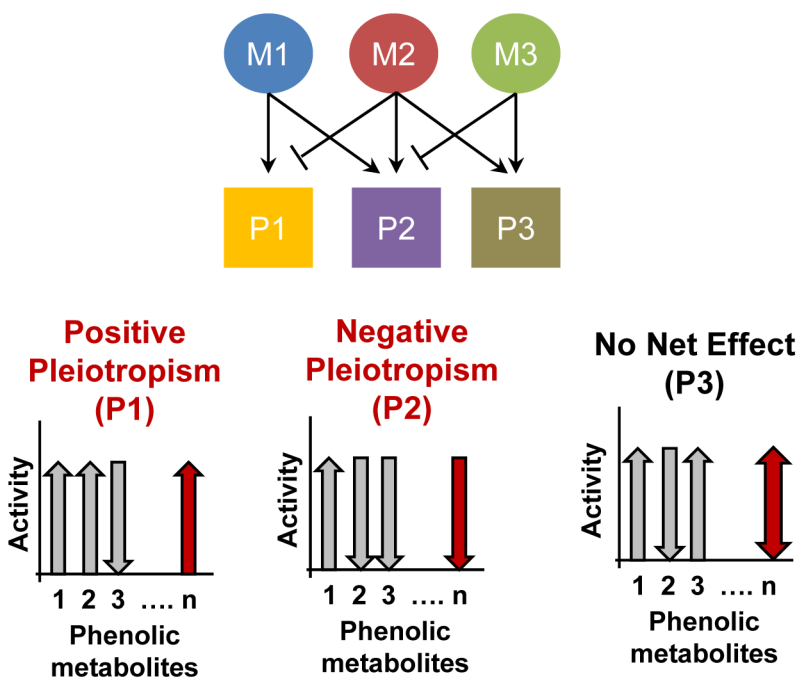 M1 M2 M3
P1 P2 P3
Positive
Pleiotropism
(P1)
Activity
1 2 3 .... n
Phenolic
metabolites
Negative
Pleiotropism
(P2)
Activity
1 2 3 .... n
Phenolic
metabolites
No Net Effect
(P3)
Activity
1 2 3 .... n
Phenolic
metabolites